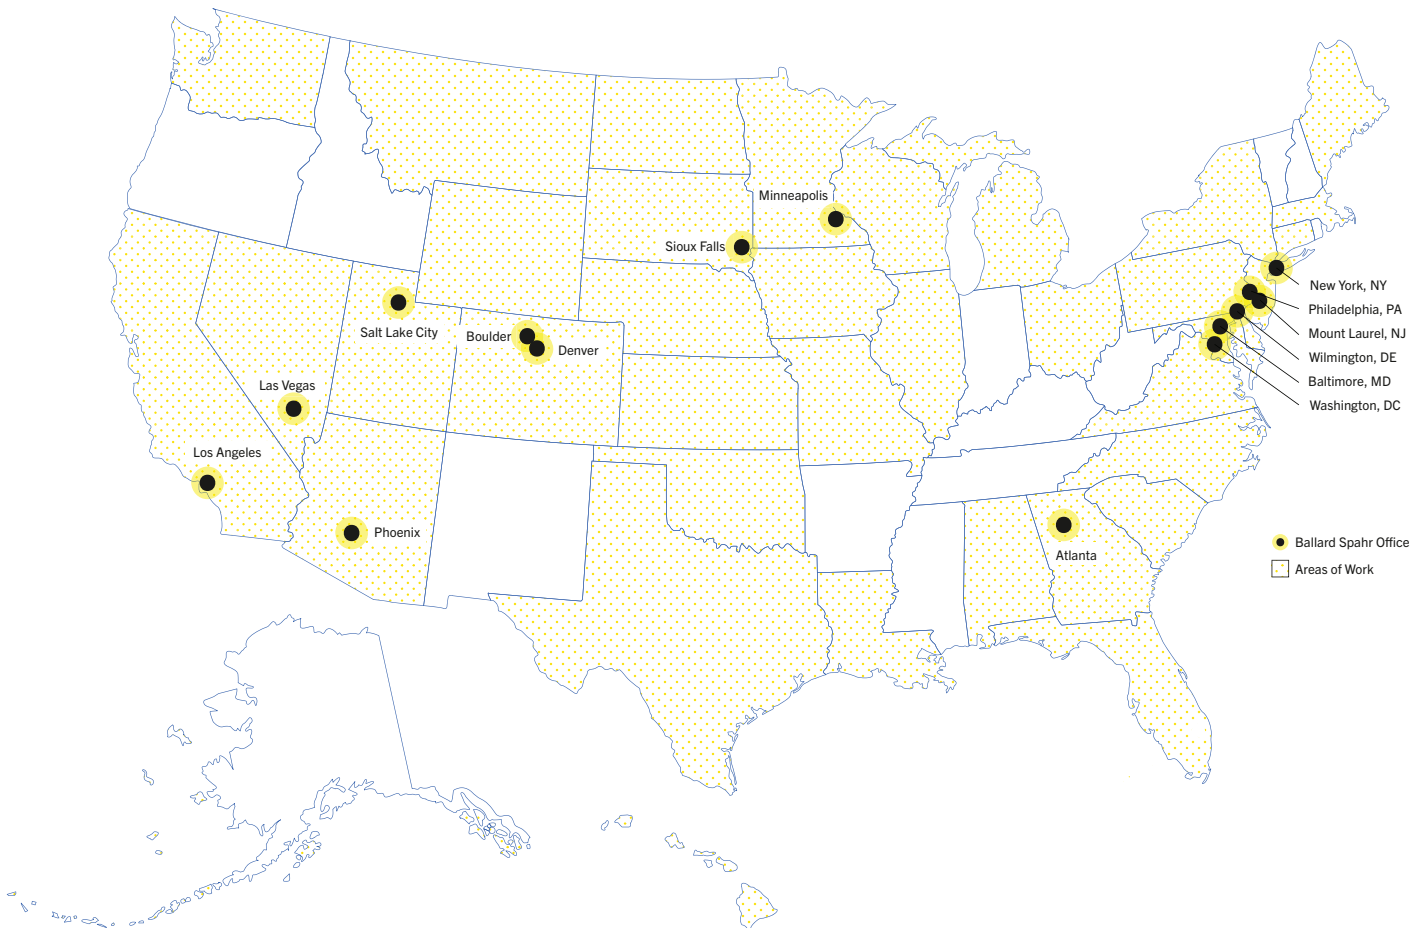 Minneapolis
Sioux Falls
New York, NY
Philadelphia, PA
Salt Lake City
Boulder
Denver
Mount Laurel, NJ
Wilmington, DE
Baltimore, MD
Las Vegas
Washington, DC
Los Angeles
Phoenix
Atlanta
Ballard Spahr Office
Areas of Work